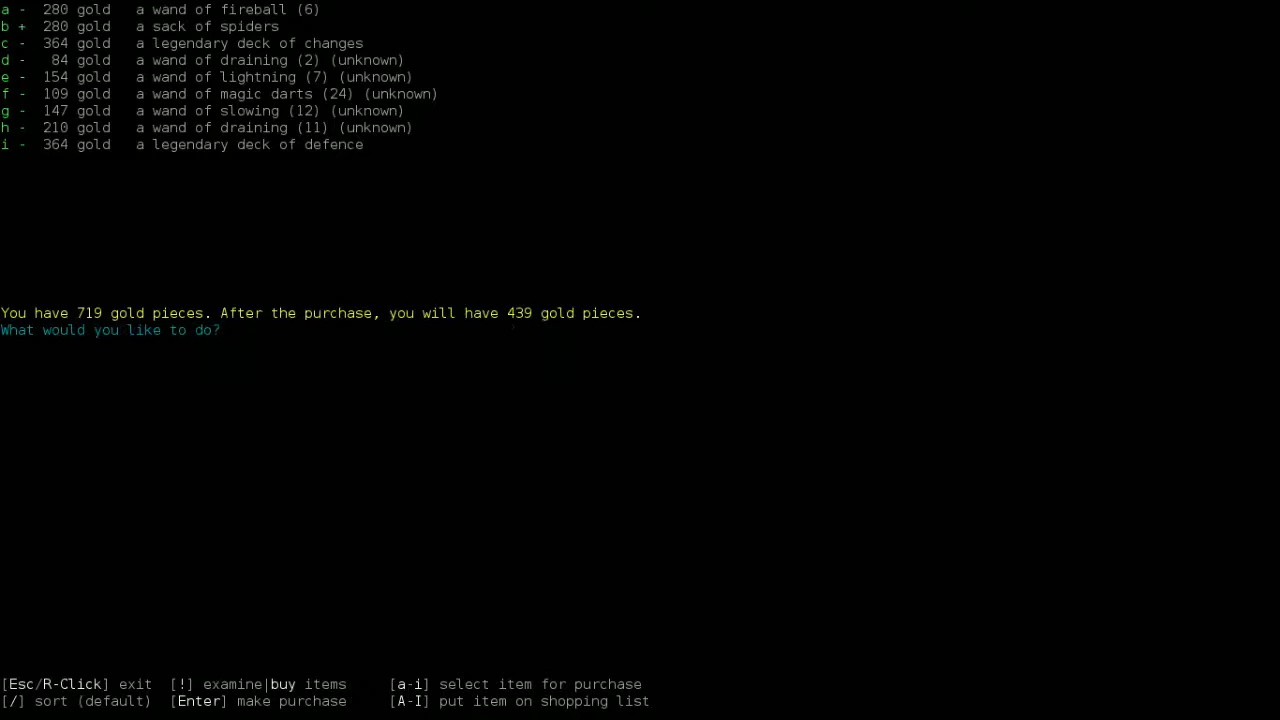 a -  280 gold   a wand of fireball (6)
b +  280 gold   a sack of spiders
c -  364 gold   a legendary deck of changes
d -   84 gold   a wand of draining (2) (unknown)
e -  154 gold   a wand of lightning (7) (unknown)
f -  109 gold   a wand of magic darts (24) (unknown)
g -  147 gold   a wand of slowing (12) (unknown)
h -  210 gold   a wand of draining (11) (unknown)
i -  364 gold   a legendary deck of defence
You have 719 gold pieces. After the purchase, you will have 439 gold pieces.
What would you like to do?
[Esc/R-Click] exit  [!] examine|buy items     [a-i] select item for purchase
[/] sort (default)  [Enter] make purchase     [A-I] put item on shopping list